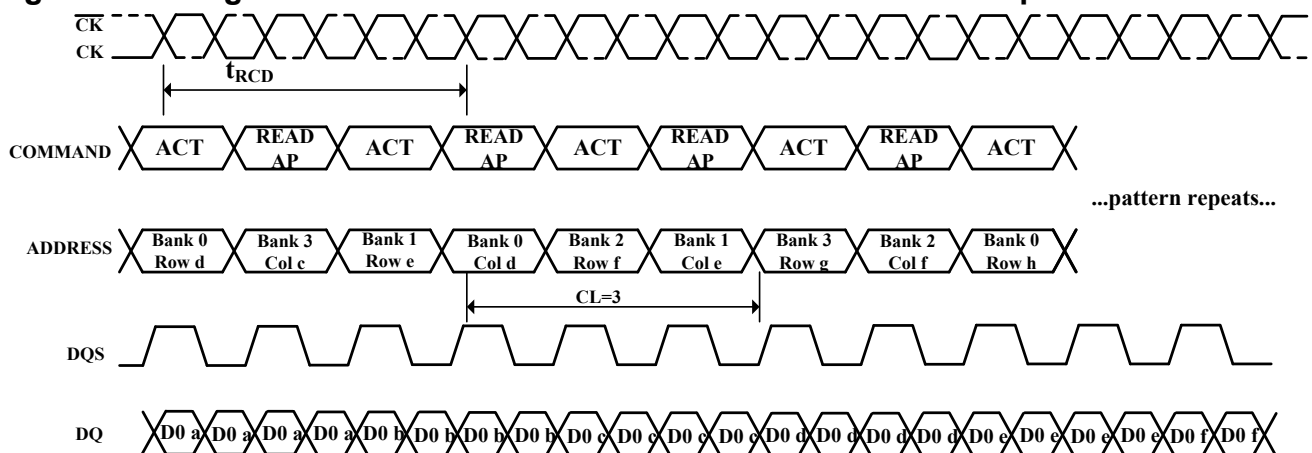 CK
CK
tRCD
COMMAND ACT READ AP ACT READ AP ACT READ AP ACT READ AP ACT
...pattern repeats...
ADDRESS Bank 0 Row d Bank 3 Col c Bank 1 Row e Bank 0 Col d Bank 2 Row f Bank 1 Col e Bank 3 Row g Bank 2 Col f Bank 0 Row h
CL=3
DQS
DQ D0 a D0 a D0 a D0 a D0 b D0 b D0 b D0 b D0 c D0 c D0 c D0 c D0 d D0 d D0 d D0 d D0 e D0 e D0 e D0 e D0 f D0 f